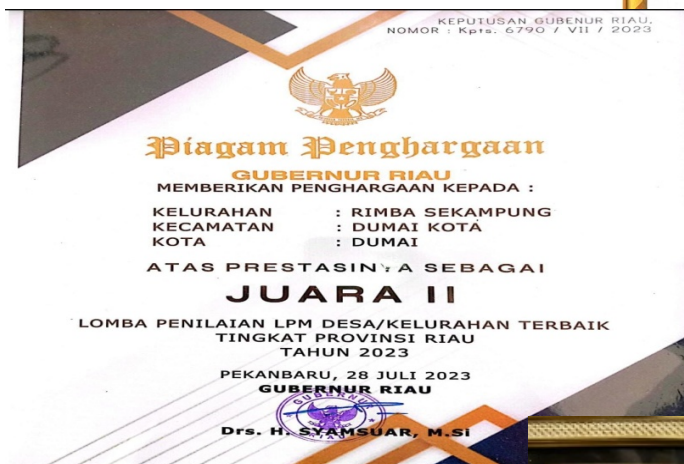 KEPUTUSAN GUBENUR RIAU,
NOMOR : Kpts. 6790 / VII / 2023
Piagam Penghargaan
GUBERNUR RIAU
MEMBERIKAN PENGHARGAAN KEPADA :
KELURAHAN : RIMBA SEKAMPUNG
KECAMATAN : DUMAI KOTA
KOTA : DUMAI
ATAS PRESTASINYA SEBAGAI
JUARA II
LOMBA PENILAIAN LPM DESA/KELURAHAN TERBAIK
TINGKAT PROVINSI RIAU
TAHUN 2023
PEKANBARU, 28 JULI 2023
GUBERNUR RIAU
GUBERNUR
RIAU
Drs. H. SYAMSUAR, M.Si